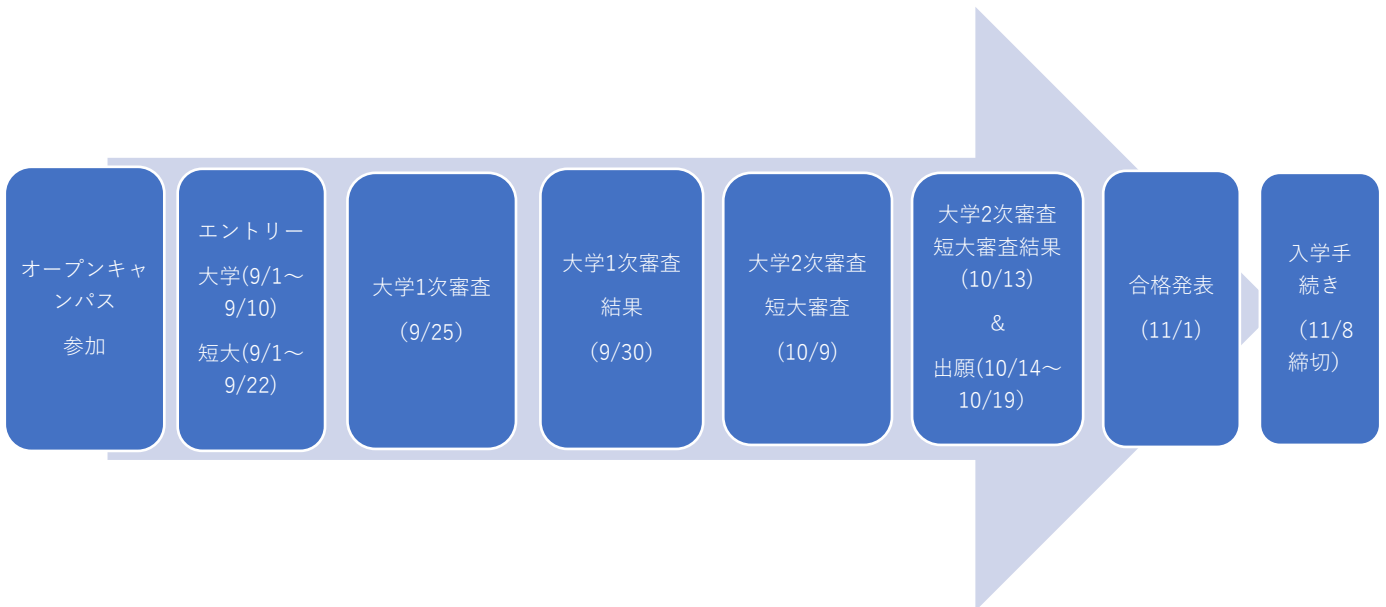 オープンキャ
ンパス
参加
エントリー
大学(9/1～
9/10)
短大(9/1～
9/22)
大学1次審査
（9/25）
大学1次審査
結果
（9/30）
大学2次審査
短大審査
（10/9）
大学2次審査
短大審査結果
(10/13)
&
出願(10/14～
10/19）
合格発表
（11/1）
入学手
続き
（11/8
締切）